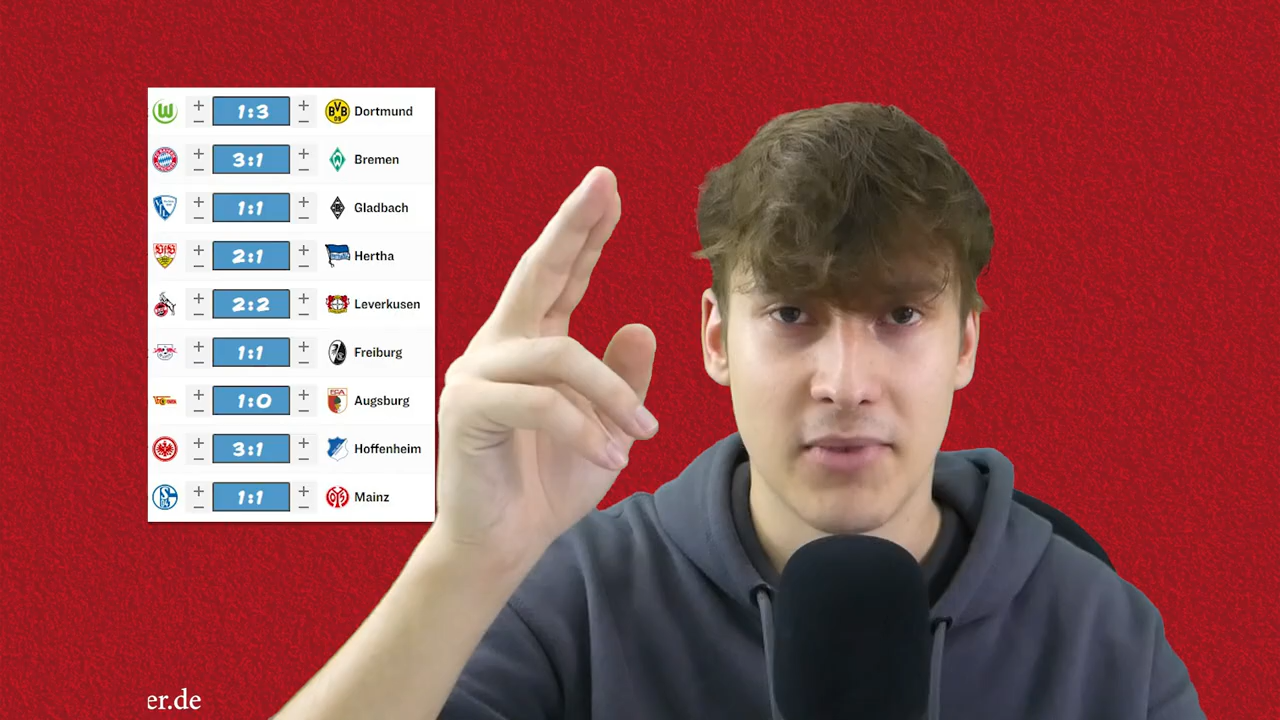 1:3 Dortmund
3:1 Bremen
1:1 Gladbach
2:1 Hertha
2:2 Leverkusen
1:1 Freiburg
1:0 Augsburg
3:1 Hoffenheim
1:1 Mainz
er.de